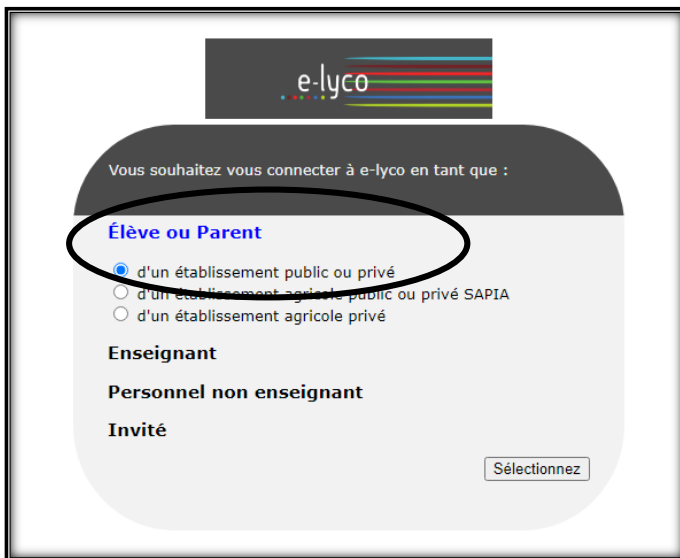 e-lyco
Vous souhaitez vous connecter à e-lyco en tant que :
Élève ou Parent
d'un établissement public ou privé
d'un établissement agricole public ou privé SAPIA
d'un établissement agricole privé
Enseignant
Personnel non enseignant
Invité
Sélectionnez